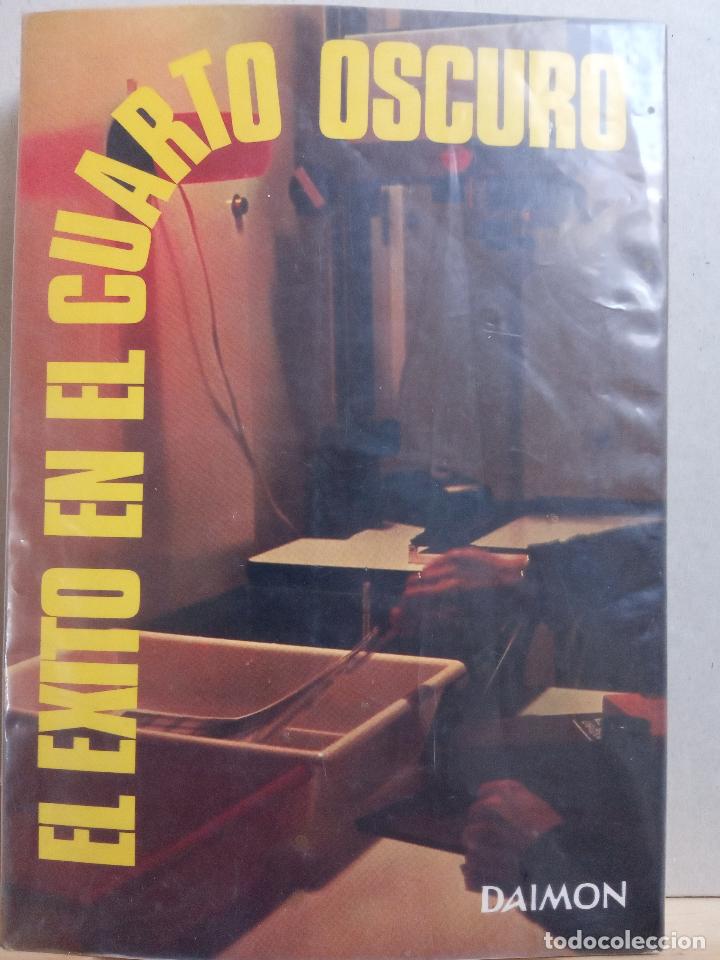 EL EXITO EN EL CUARTO OSCURO
DAIMON
todocoleccion